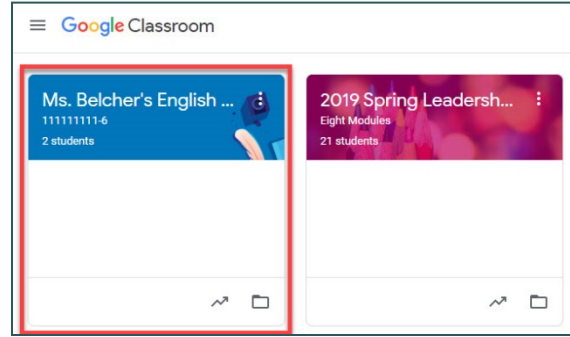 Google Classroom
Ms. Belcher's English ...
111111111-6
2 students
2019 Spring Leadersh...
Eight Modules
21 students